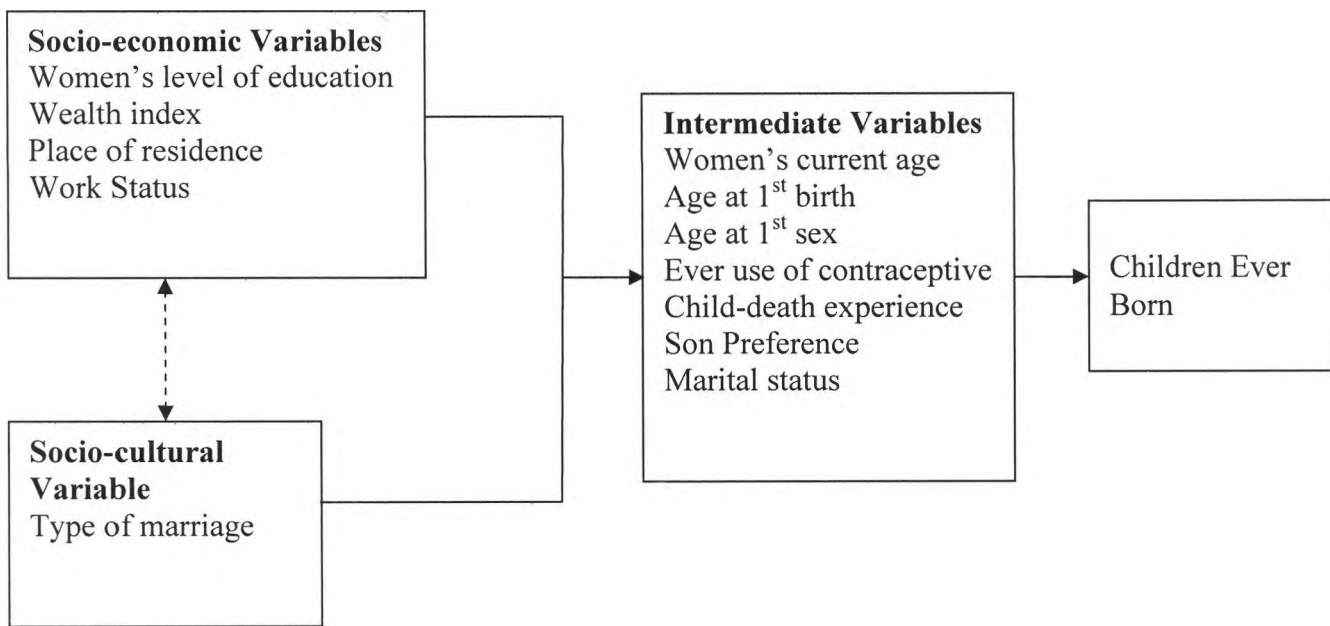 Socio-economic Variables
Women's level of education
Wealth index
Place of residence
Work Status
Socio-cultural
Variable
Type of marriage
Intermediate Variables
Women's current age
Age at 1st birth
Age at 1st sex
Ever use of contraceptive
Child-death experience
Son Preference
Marital status
Children Ever
Born